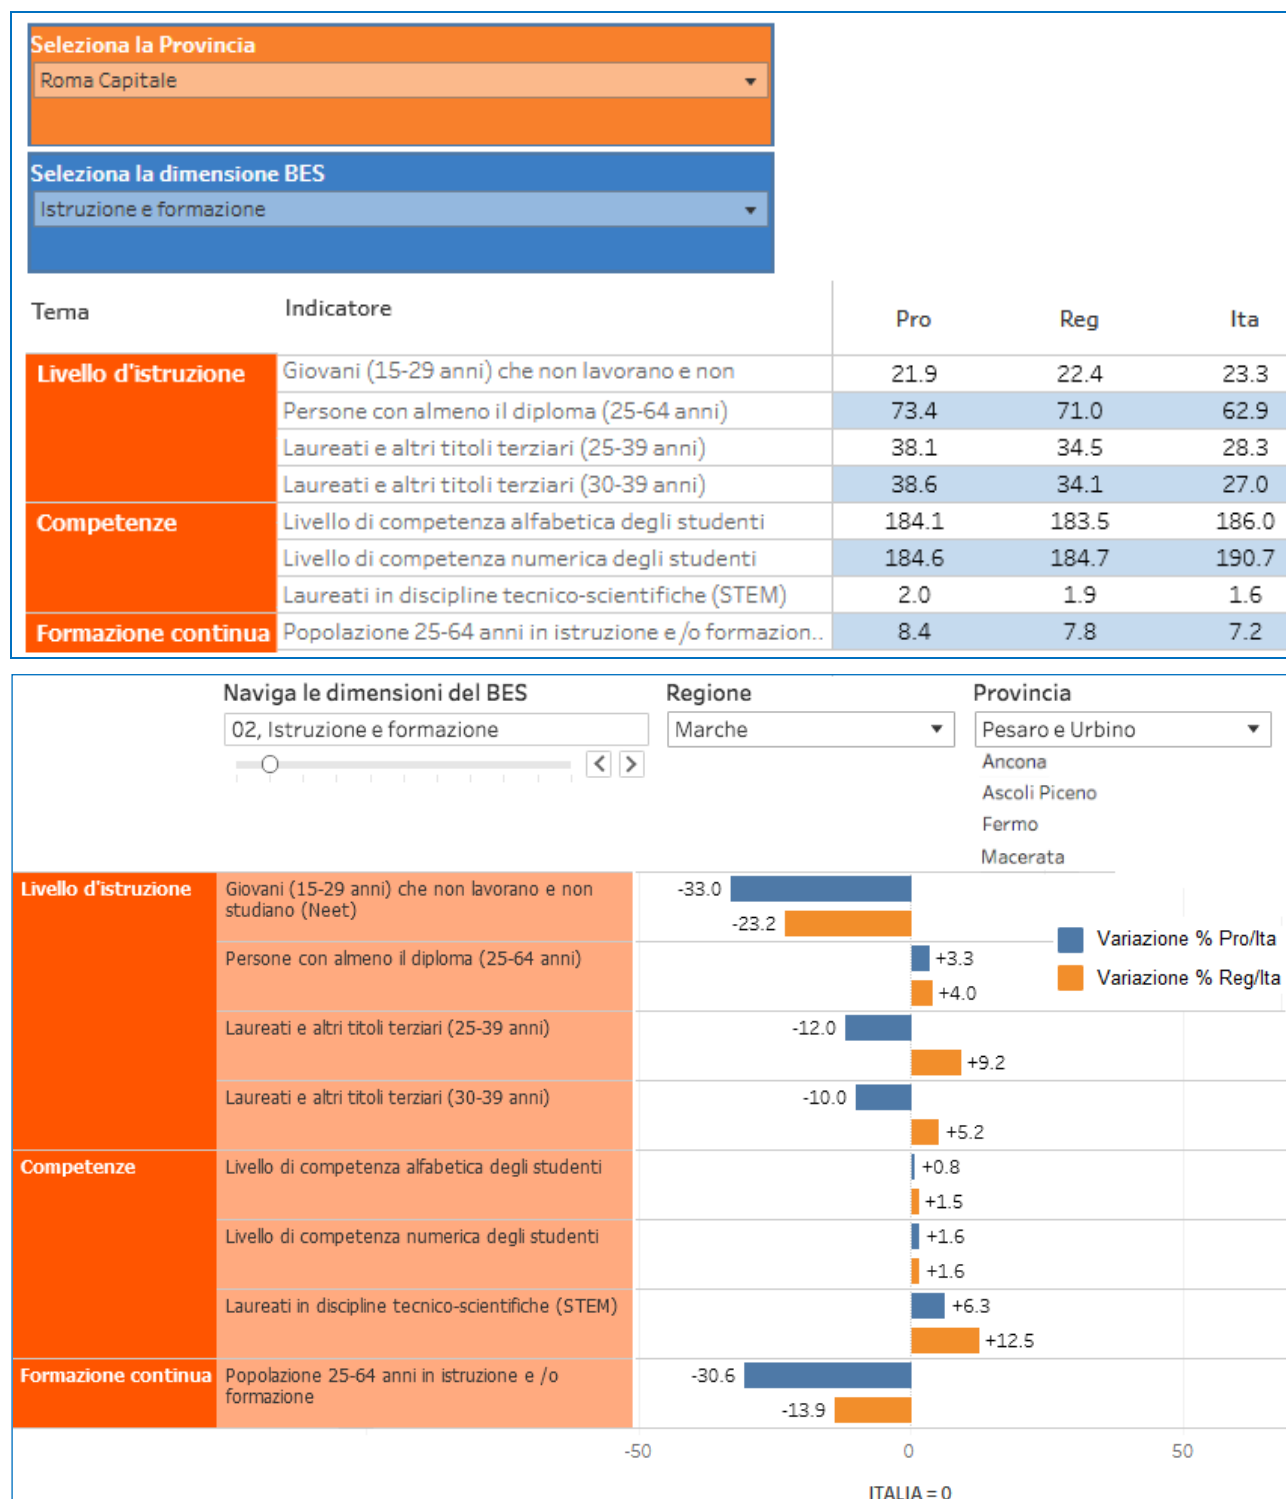 Seleziona la Provincia
Roma Capitale
Seleziona la dimensione BES
Istruzione e formazione
Tema Indicatore Pro Reg Ita
Livello d'istruzione Giovani (15-29 anni) che non lavorano e non 21.9 22.4 23.3
Persone con almeno il diploma (25-64 anni) 73.4 71.0 62.9
Laureati e altri titoli terziari (25-39 anni) 38.1 34.5 28.3
Laureati e altri titoli terziari (30-39 anni) 38.6 34.1 27.0
Competenze Livello di competenza alfabetica degli studenti 184.1 183.5 186.0
Livello di competenza numerica degli studenti 184.6 184.7 190.7
Laureati in discipline tecnico-scientifiche (STEM) 2.0 1.9 1.6
Formazione continua Popolazione 25-64 anni in istruzione e /o formazion.. 8.4 7.8 7.2
Naviga le dimensioni del BES Regione Provincia
02, Istruzione e formazione Marche Pesaro e Urbino
Ancona
Ascoli Piceno
Fermo
Macerata
Livello d'istruzione Giovani (15-29 anni) che non lavorano e non -33.0
studiano (Neet) -23.2
Variazione % Pro/Ita
Persone con almeno il diploma (25-64 anni) +3.3
Variazione % Reg/Ita
+4.0
Laureati e altri titoli terziari (25-39 anni) -12.0
+9.2
Laureati e altri titoli terziari (30-39 anni) -10.0
+5.2
Competenze Livello di competenza alfabetica degli studenti +0.8
+1.5
Livello di competenza numerica degli studenti +1.6
+1.6
Laureati in discipline tecnico-scientifiche (STEM) +6.3
+12.5
Formazione continua Popolazione 25-64 anni in istruzione e /o -30.6
formazione -13.9
-50 0 50
ITALIA = 0